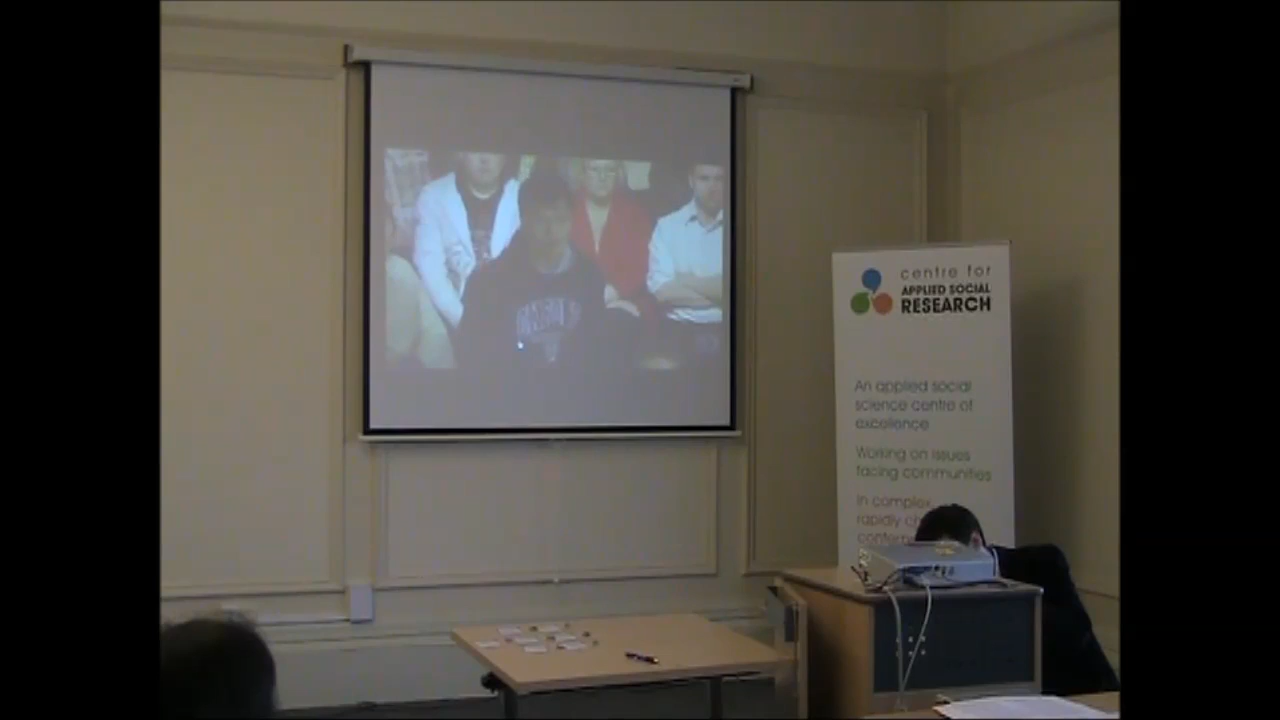 centre for
APPLIED SOCIAL
RESEARCH
An applied social
science centre of
excellence
Working on issues
facing communities
In complex
rapidly